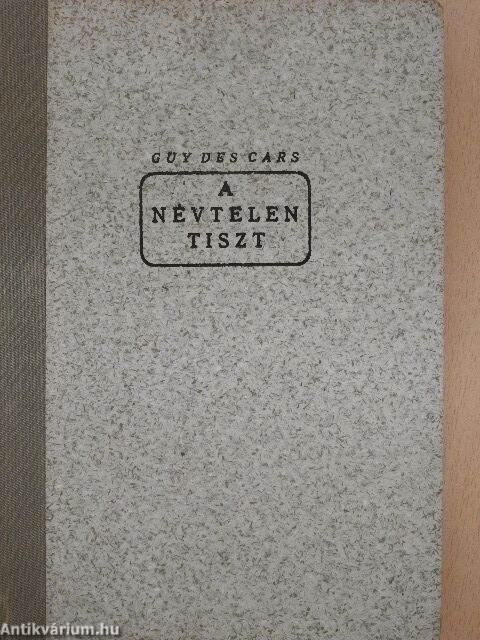 GUY DES CARS
A
NÉVTELEN
TISZT
Antikvárium.hu